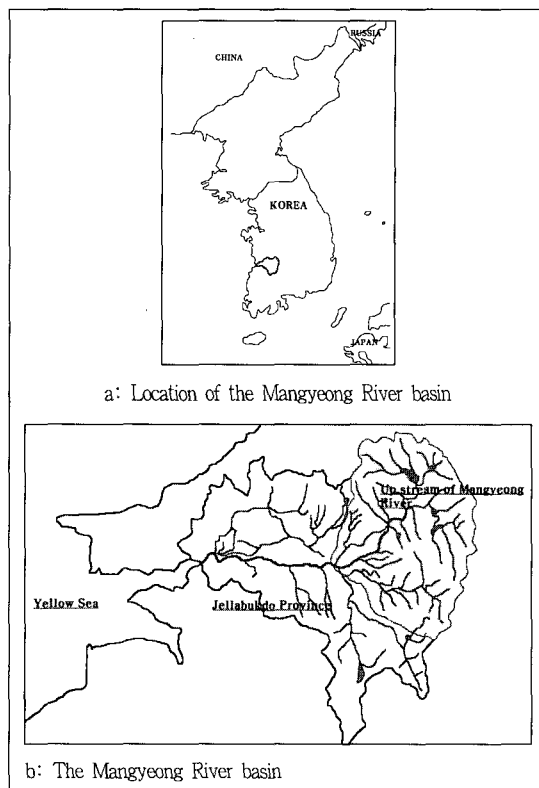 RUSSIA
CHINA
KOREA
JAPAN
a: Location of the Mangyeong River basin
Up stream of Mangyeong
River
Yellow Sea
Jellabukdo Province
b: The Mangyeong River basin